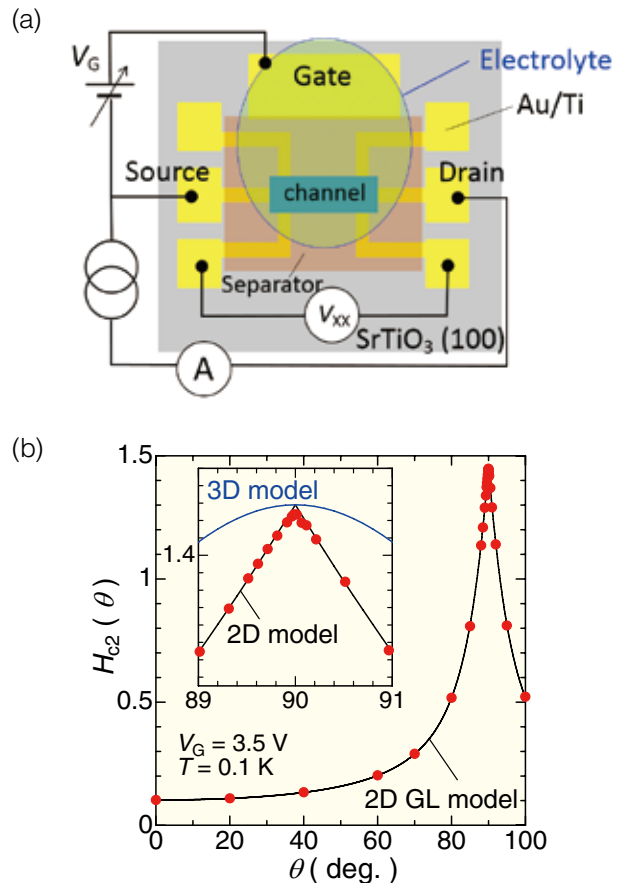 (a)
V_G
Gate
Electrolyte
Au/Ti
Source
Drain
channel
Separator
V_xx
SrTiO₃ (100)
A
(b)
1.5
3D model
1.4
2D model
89 90 91
1
H_c2 (θ)
0.5
V_G = 3.5 V
T = 0.1 K
2D GL model
0
0 20 40 60 80 100
θ ( deg. )